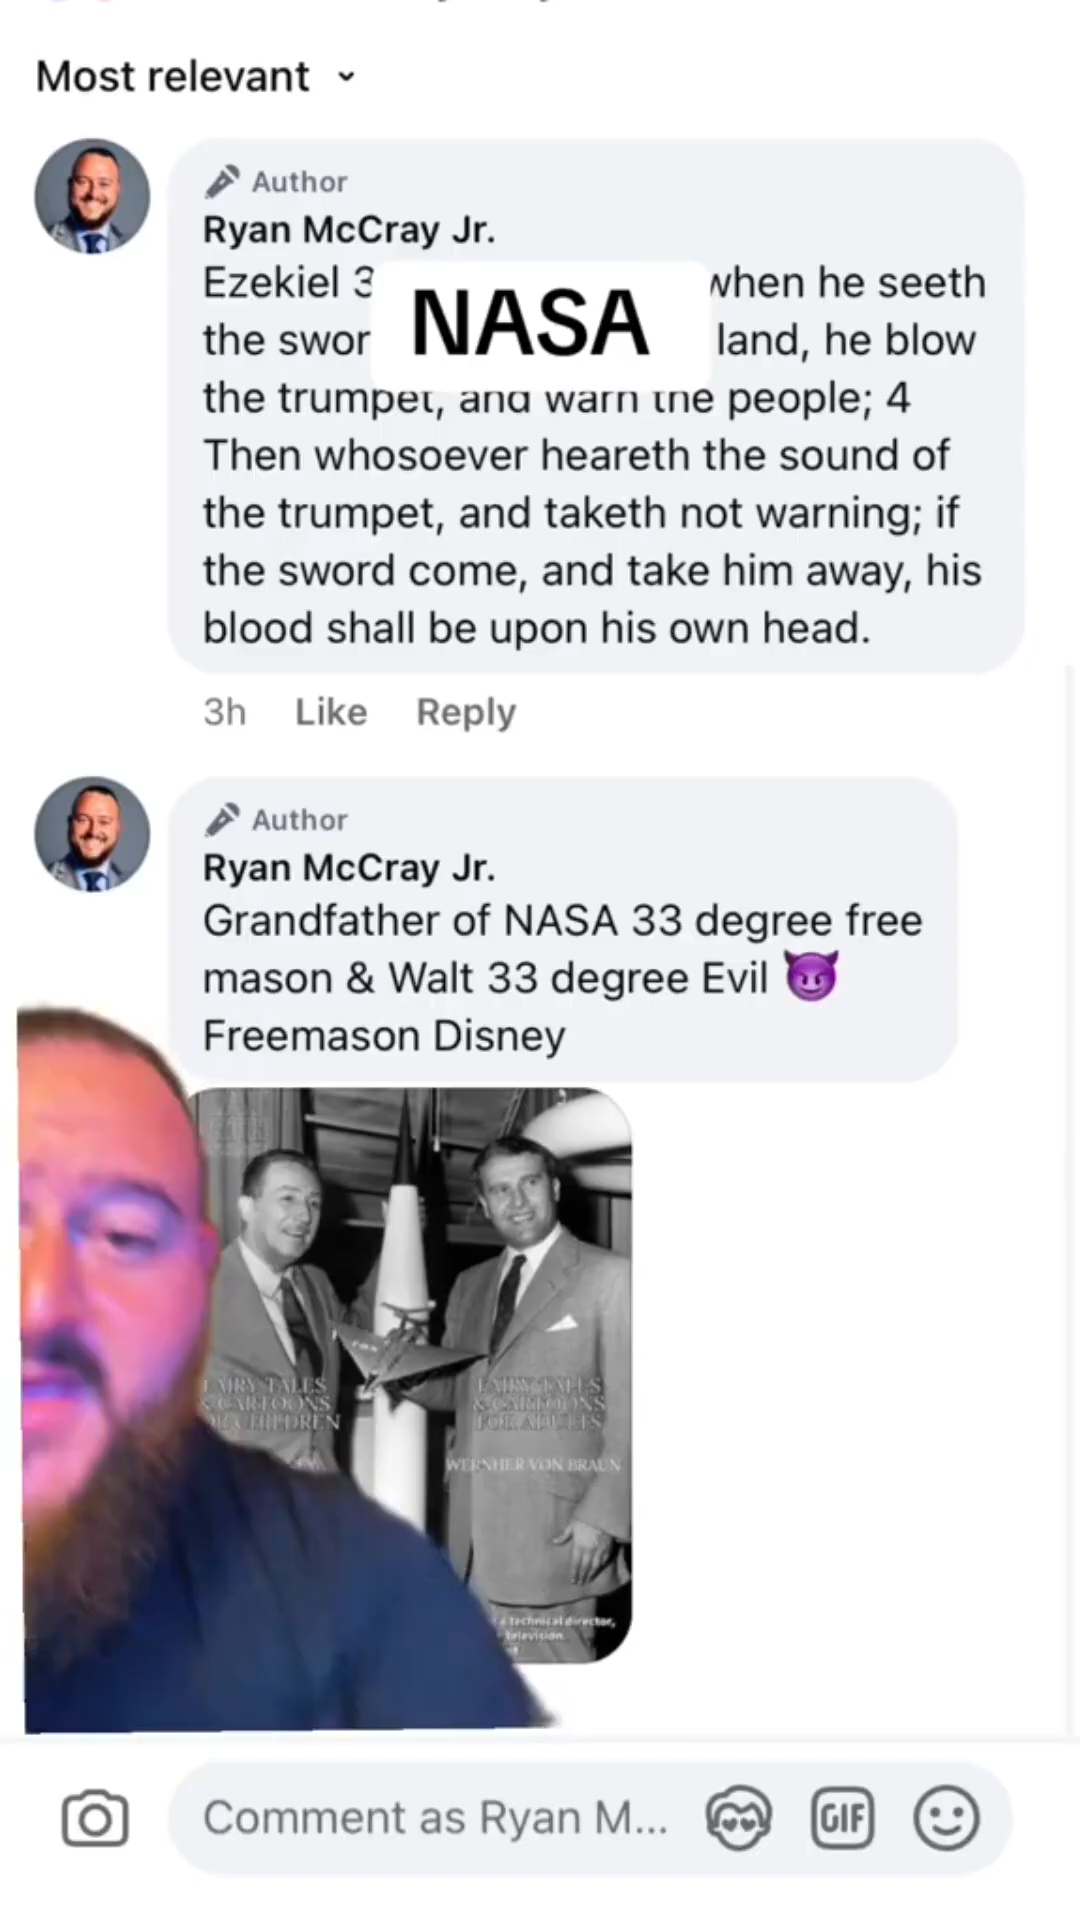 Most relevant
Author
Ryan McCray Jr.
Ezekiel 3 when he seeth
NASA
the swor land, he blow
the trumpet, and warn the people; 4
Then whosoever heareth the sound of
the trumpet, and taketh not warning; if
the sword come, and take him away, his
blood shall be upon his own head.
3h Like Reply
Author
Ryan McCray Jr.
Grandfather of NASA 33 degree free
mason & Walt 33 degree Evil 😈
Freemason Disney
FAIRY TALES
& CARTOONS
CHILDREN
FAIRY TALES
& CARTOONS
FOR ADULTS
WERNHER VON BRAUN
technical director,
television
Comment as Ryan M...
GIF